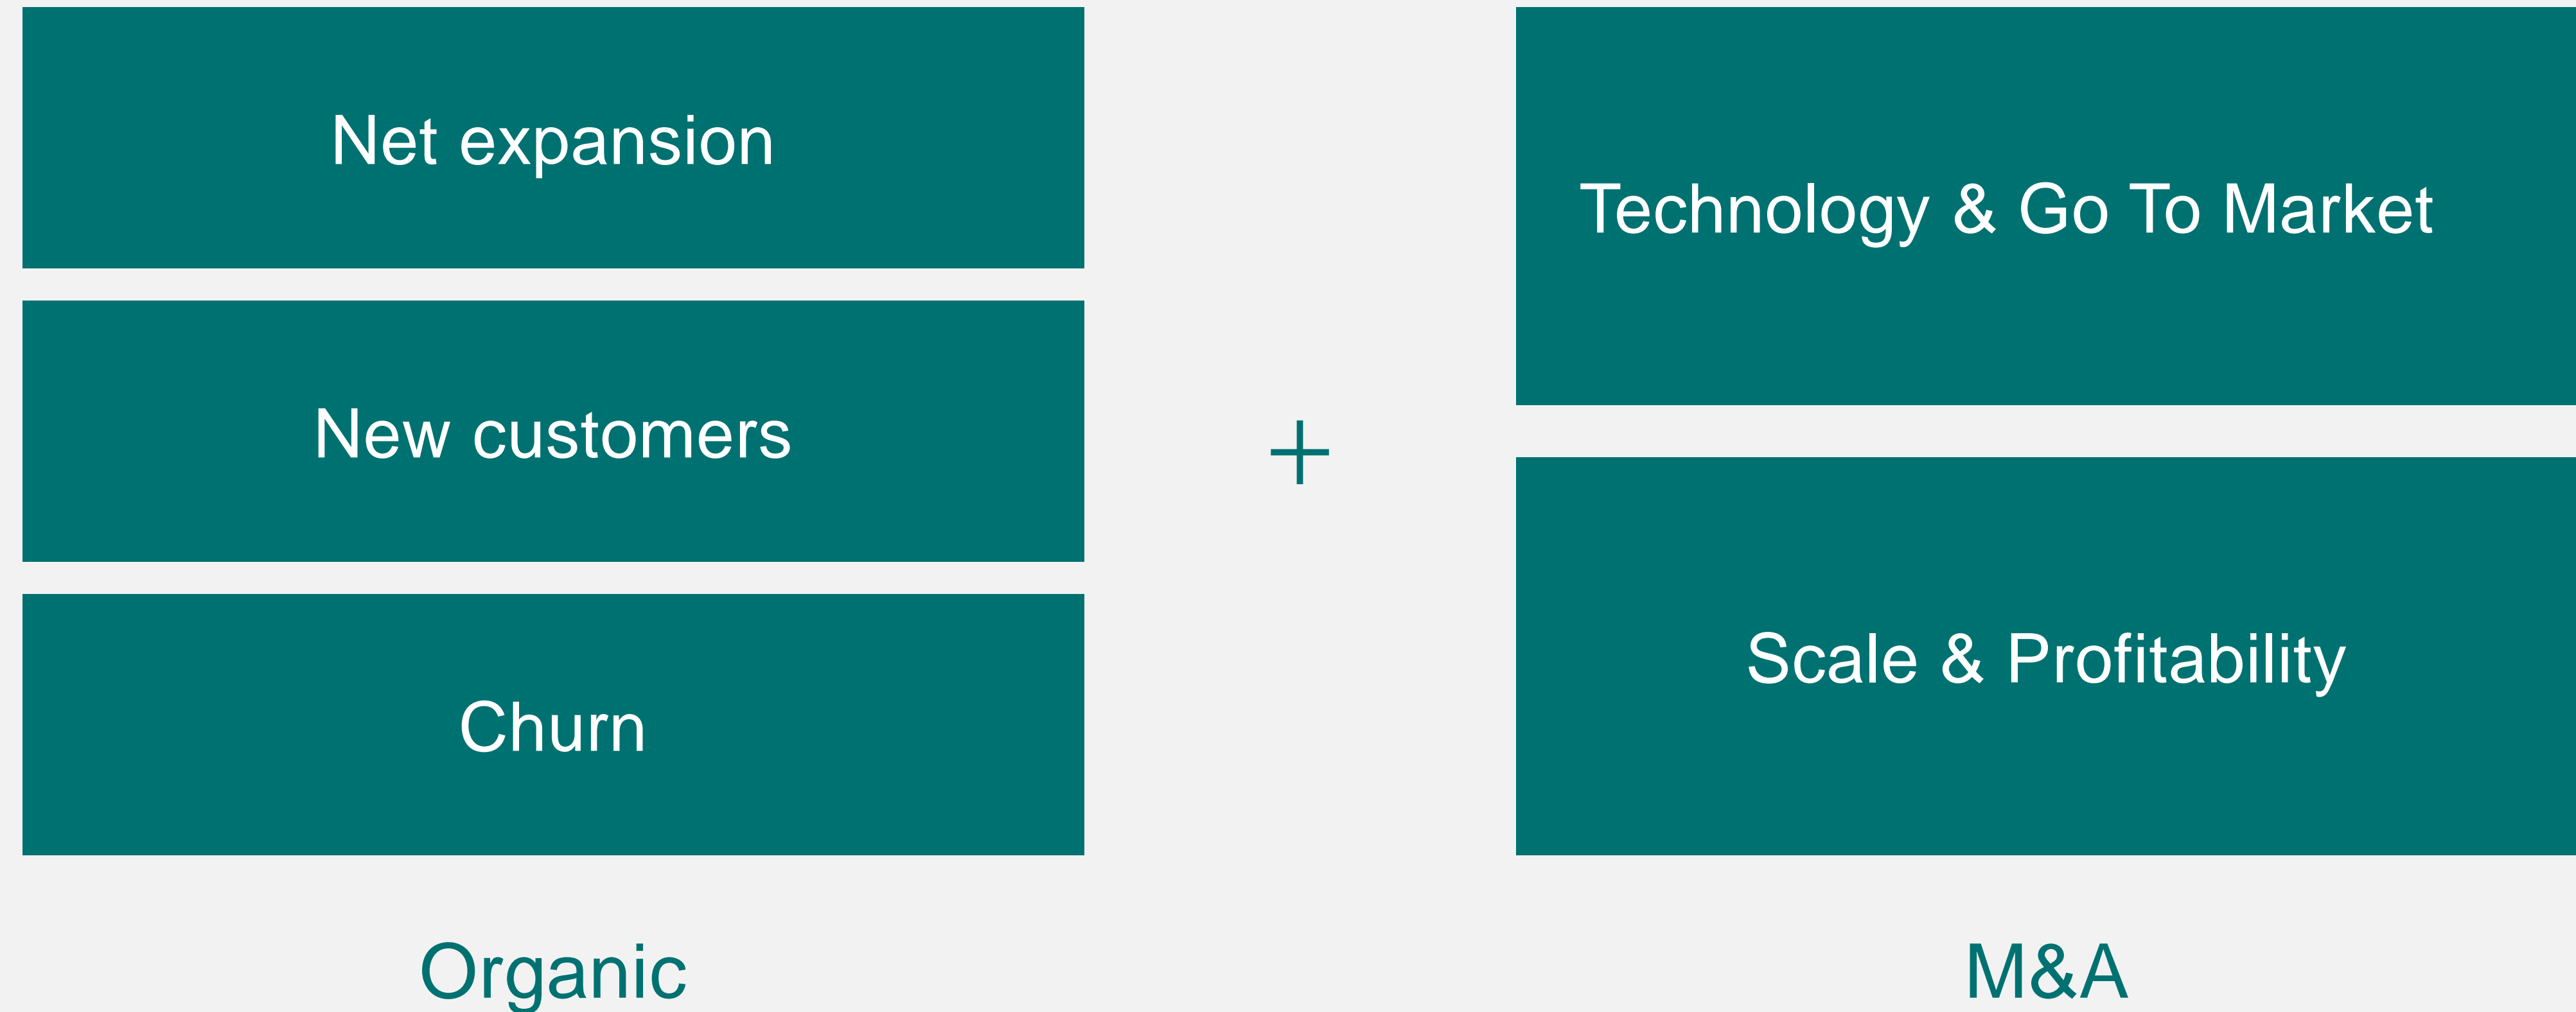 Net expansion
New customers
Churn
Organic
+
Technology & Go To Market
Scale & Profitability
M&A